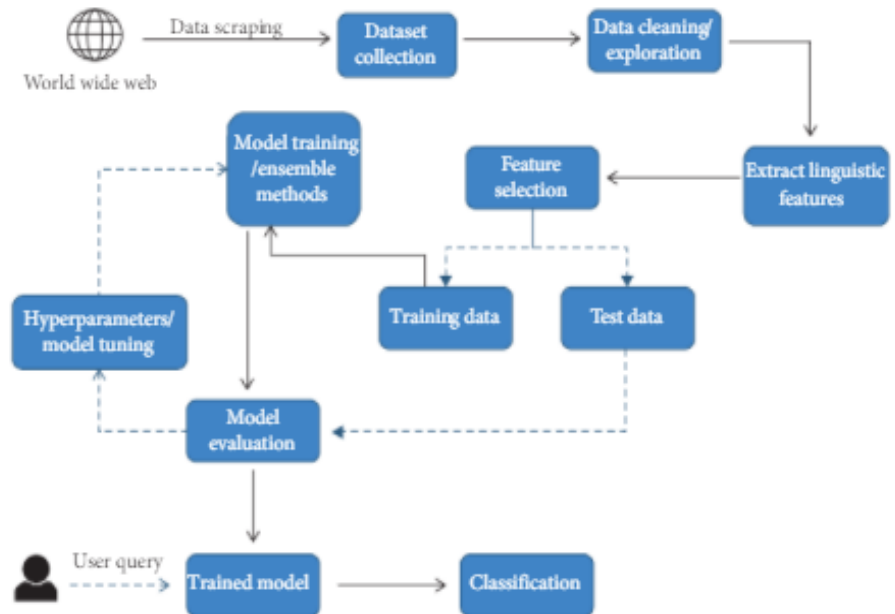 Data scraping
World wide web
Dataset
collection
Data cleaning/
exploration
Model training
/ensemble
methods
Feature
selection
Extract linguistic
features
Training data
Test data
Hyperparameters/
model tuning
Model
evaluation
User query
Trained model
Classification